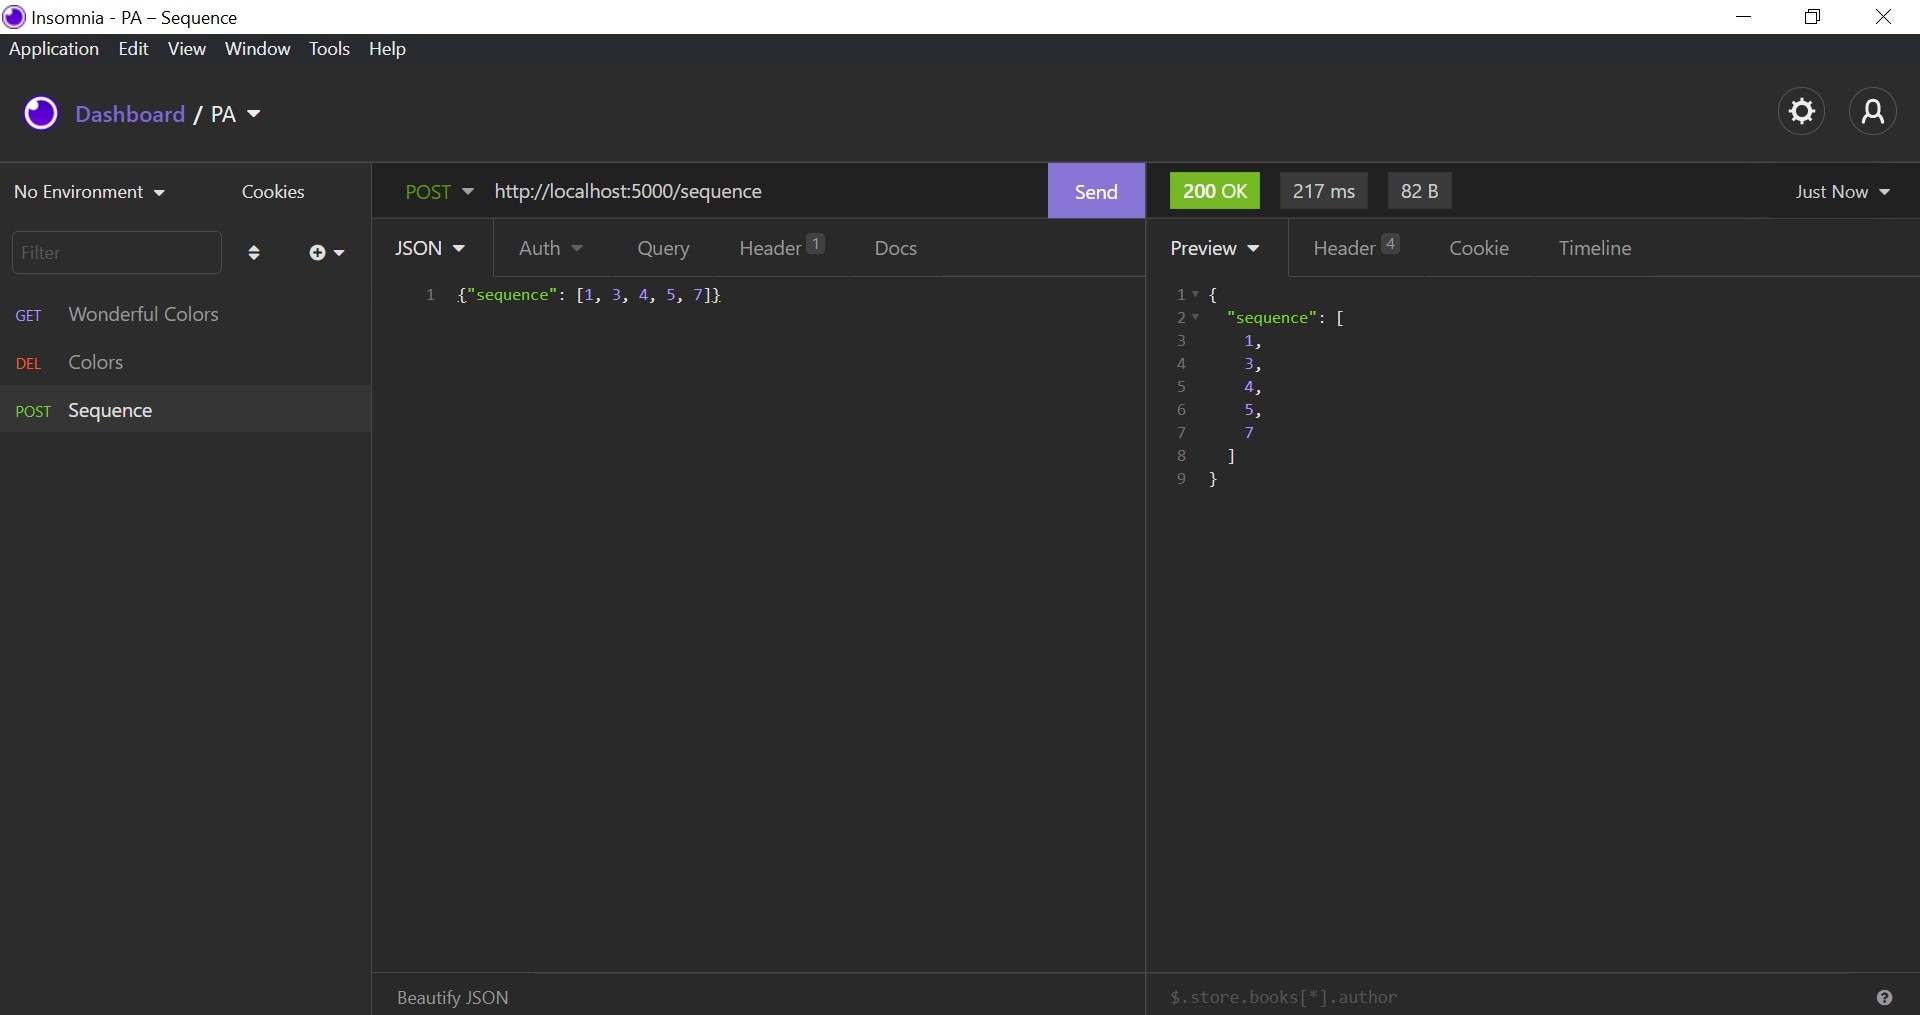 Insomnia - PA – Sequence
Application Edit View Window Tools Help
Dashboard / PA
No Environment Cookies
Filter
GET Wonderful Colors
DEL Colors
POST Sequence
POST http://localhost:5000/sequence Send
JSON Auth Query Header 1 Docs
1 {"sequence": [1, 3, 4, 5, 7]}
Beautify JSON
200 OK 217 ms 82 B Just Now
Preview Header 4 Cookie Timeline
1 {
2 "sequence": [
3 1,
4 3,
5 4,
6 5,
7 7
8 ]
9 }
$.store.books[*].author